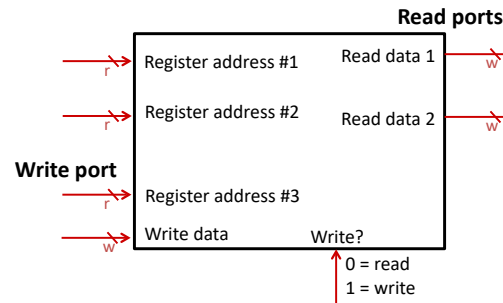 Read ports
Register address #1
Read data 1
r
w
Register address #2
Read data 2
r
w
Write port
Register address #3
r
Write data
Write?
w
0 = read
1 = write